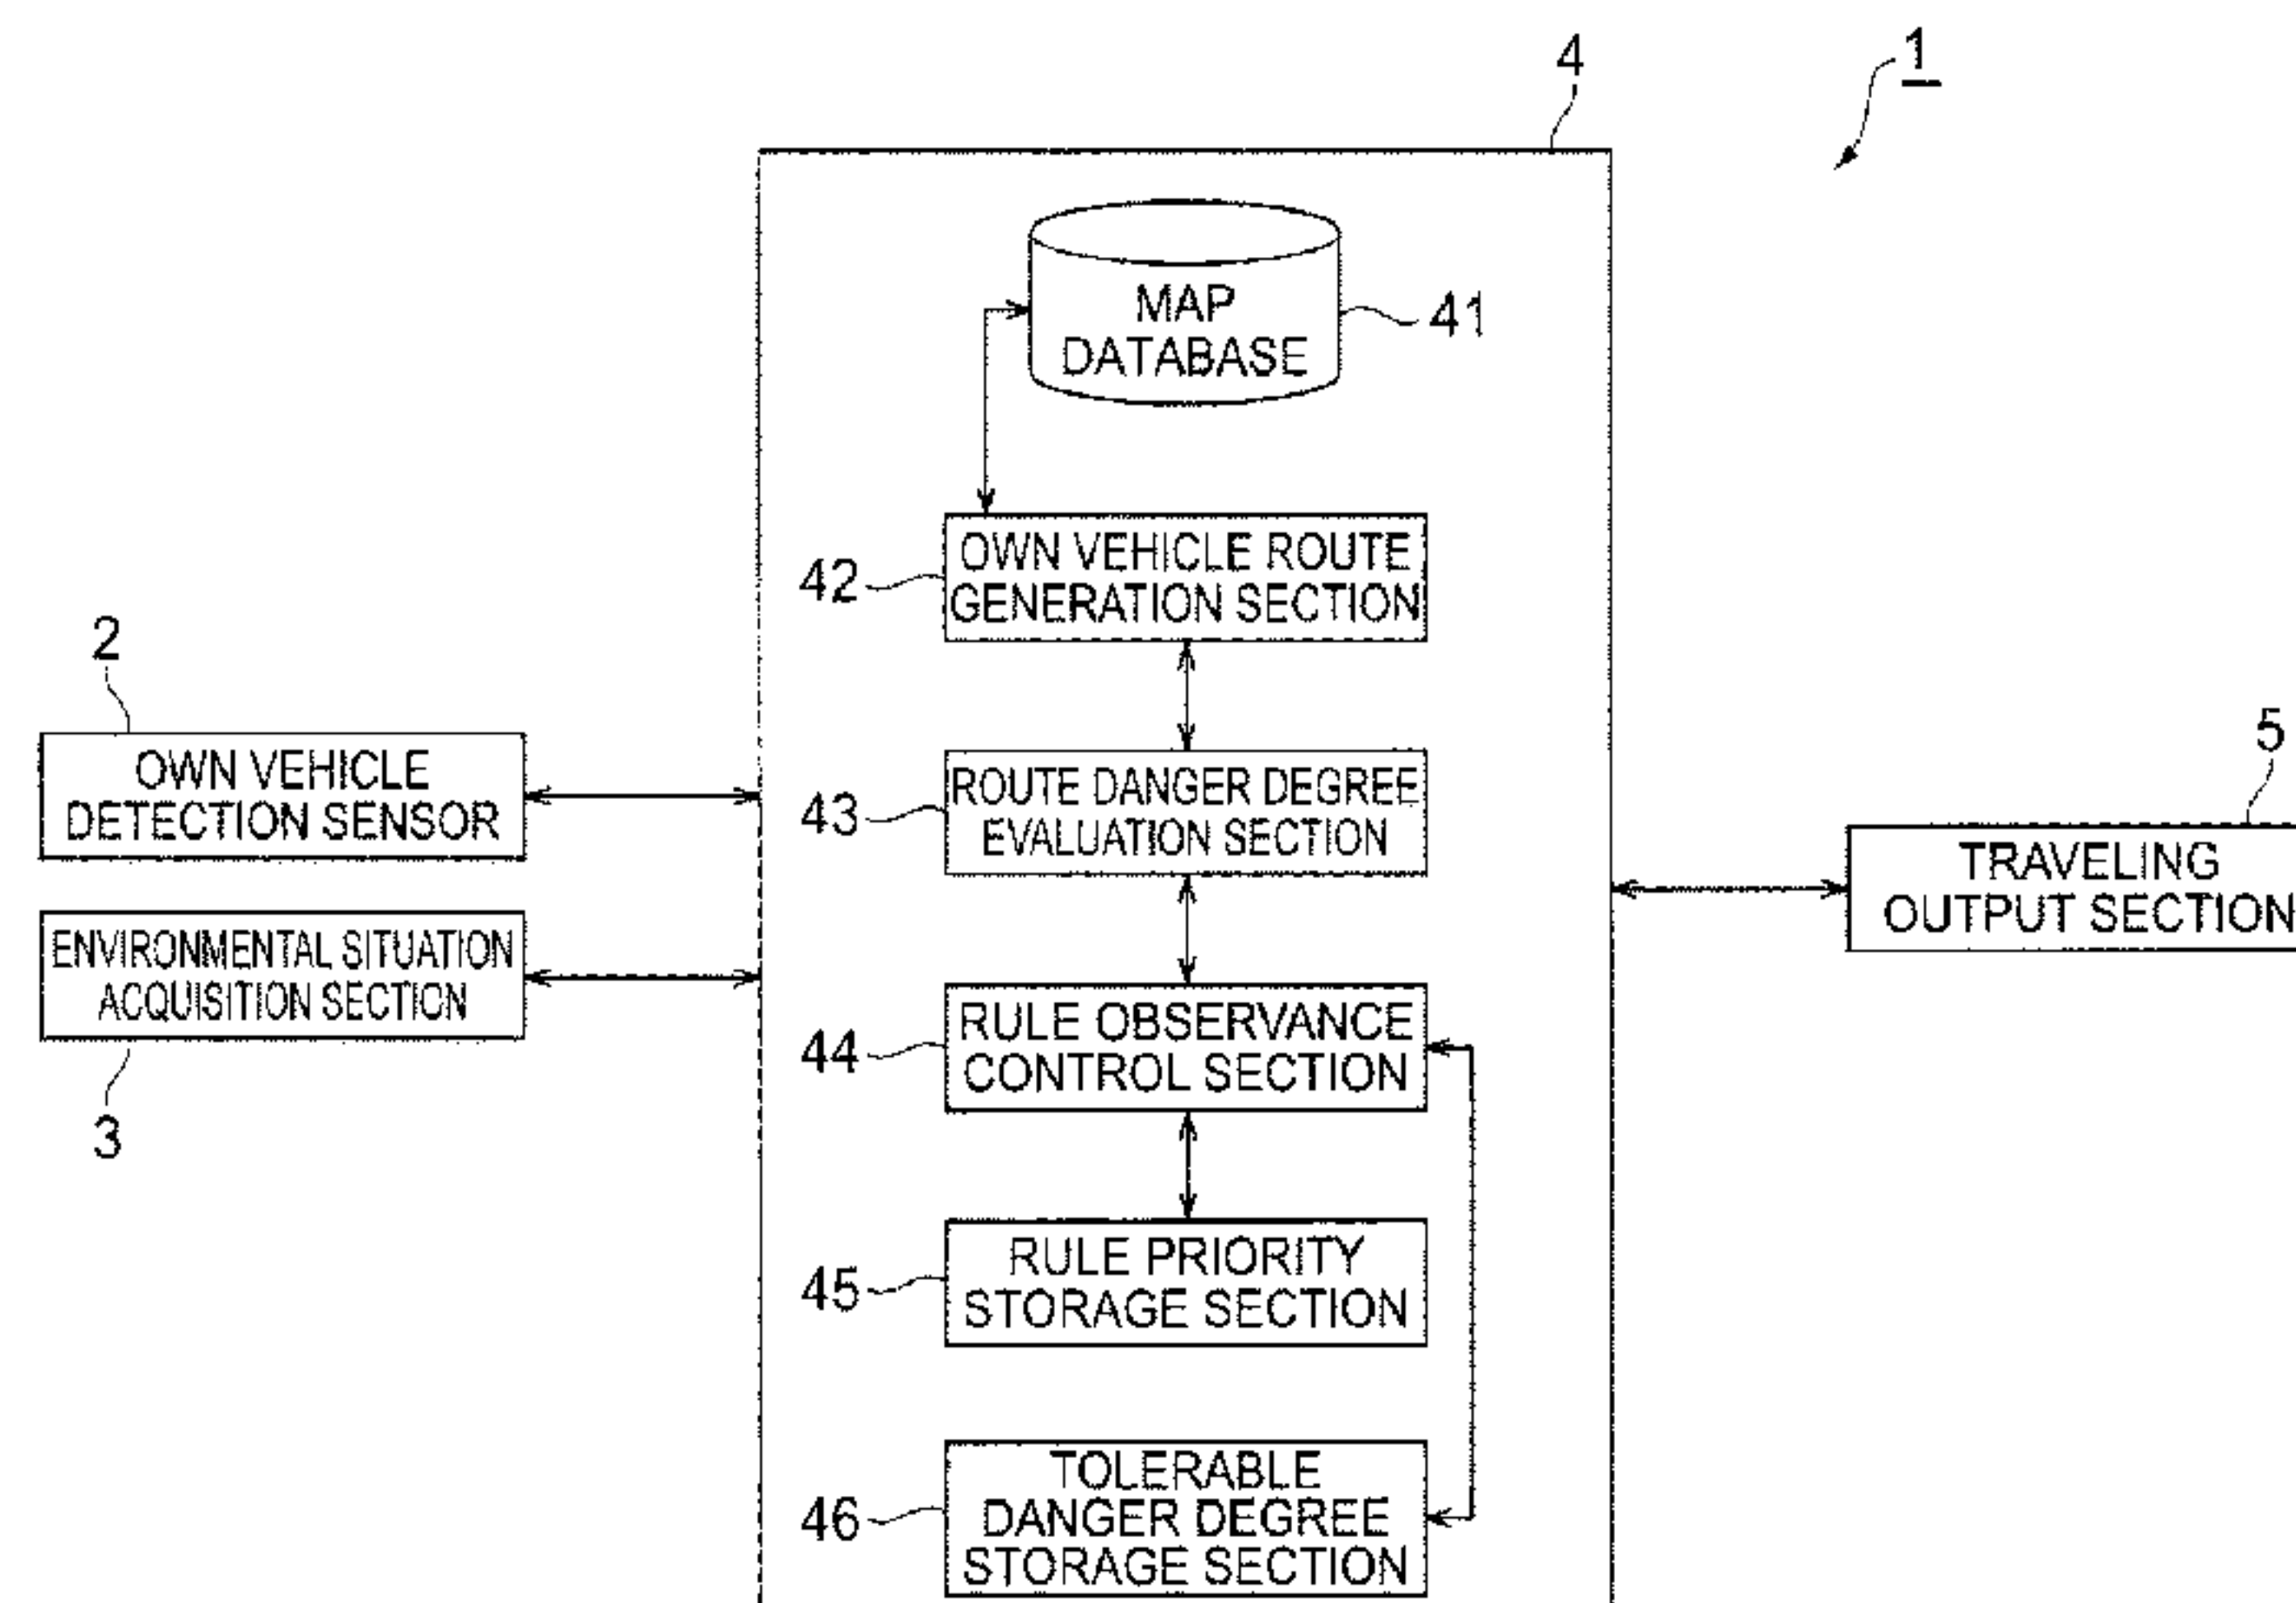 1
4
MAP
DATABASE
41
42
OWN VEHICLE ROUTE
GENERATION SECTION
2
OWN VEHICLE
DETECTION SENSOR
43
ROUTE DANGER DEGREE
EVALUATION SECTION
5
TRAVELING
OUTPUT SECTION
ENVIRONMENTAL SITUATION
ACQUISITION SECTION
3
44
RULE OBSERVANCE
CONTROL SECTION
45
RULE PRIORITY
STORAGE SECTION
46
TOLERABLE
DANGER DEGREE
STORAGE SECTION